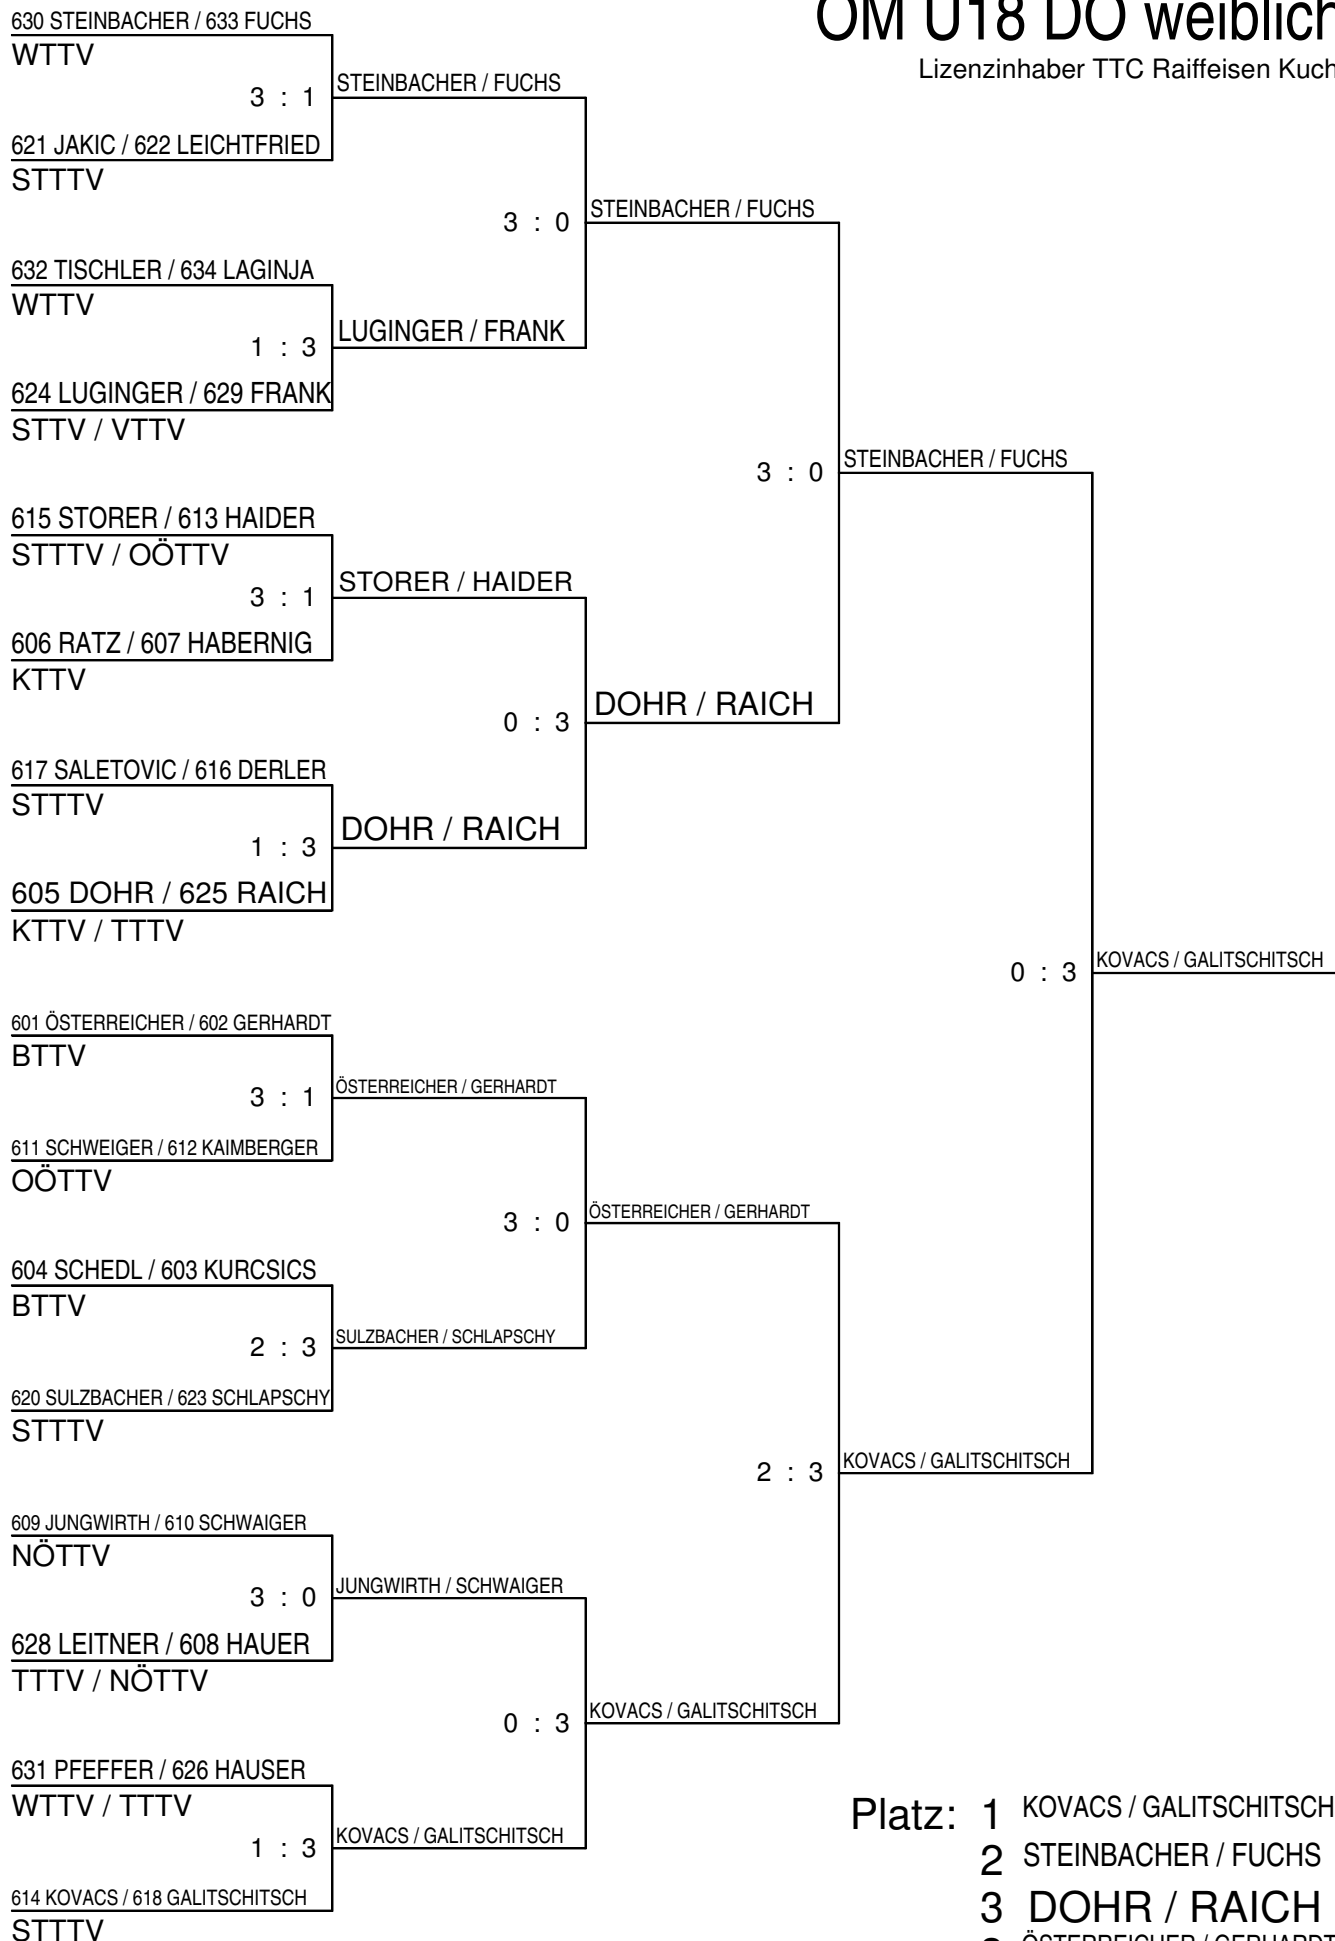 ÖM U18 DO weiblich
Lizenzinhaber TTC Raiffeisen Kuchl
630 STEINBACHER / 633 FUCHS
WTTV
3 : 1
STEINBACHER / FUCHS
621 JAKIC / 622 LEICHTFRIED
STTTV
3 : 0
STEINBACHER / FUCHS
632 TISCHLER / 634 LAGINJA
WTTV
1 : 3
LUGINGER / FRANK
624 LUGINGER / 629 FRANK
STTV / VTTV
3 : 0
STEINBACHER / FUCHS
615 STORER / 613 HAIDER
STTTV / OÖTTV
3 : 1
STORER / HAIDER
606 RATZ / 607 HABERNIG
KTTV
0 : 3
DOHR / RAICH
617 SALETOVIC / 616 DERLER
STTTV
1 : 3
DOHR / RAICH
605 DOHR / 625 RAICH
KTTV / TTTV
0 : 3
KOVACS / GALITSCHITSCH
601 ÖSTERREICHER / 602 GERHARDT
BTTV
3 : 1
ÖSTERREICHER / GERHARDT
611 SCHWEIGER / 612 KAIMBERGER
OÖTTV
3 : 0
ÖSTERREICHER / GERHARDT
604 SCHEDL / 603 KURCSICS
BTTV
2 : 3
SULZBACHER / SCHLAPSCHY
620 SULZBACHER / 623 SCHLAPSCHY
STTTV
2 : 3
KOVACS / GALITSCHITSCH
609 JUNGWIRTH / 610 SCHWAIGER
NÖTTV
3 : 0
JUNGWIRTH / SCHWAIGER
628 LEITNER / 608 HAUER
TTTV / NÖTTV
0 : 3
KOVACS / GALITSCHITSCH
631 PFEFFER / 626 HAUSER
WTTV / TTTV
1 : 3
KOVACS / GALITSCHITSCH
614 KOVACS / 618 GALITSCHITSCH
STTTV
Platz: 1 KOVACS / GALITSCHITSCH
2 STEINBACHER / FUCHS
3 DOHR / RAICH
3 ÖSTERREICHER / GERHARDT